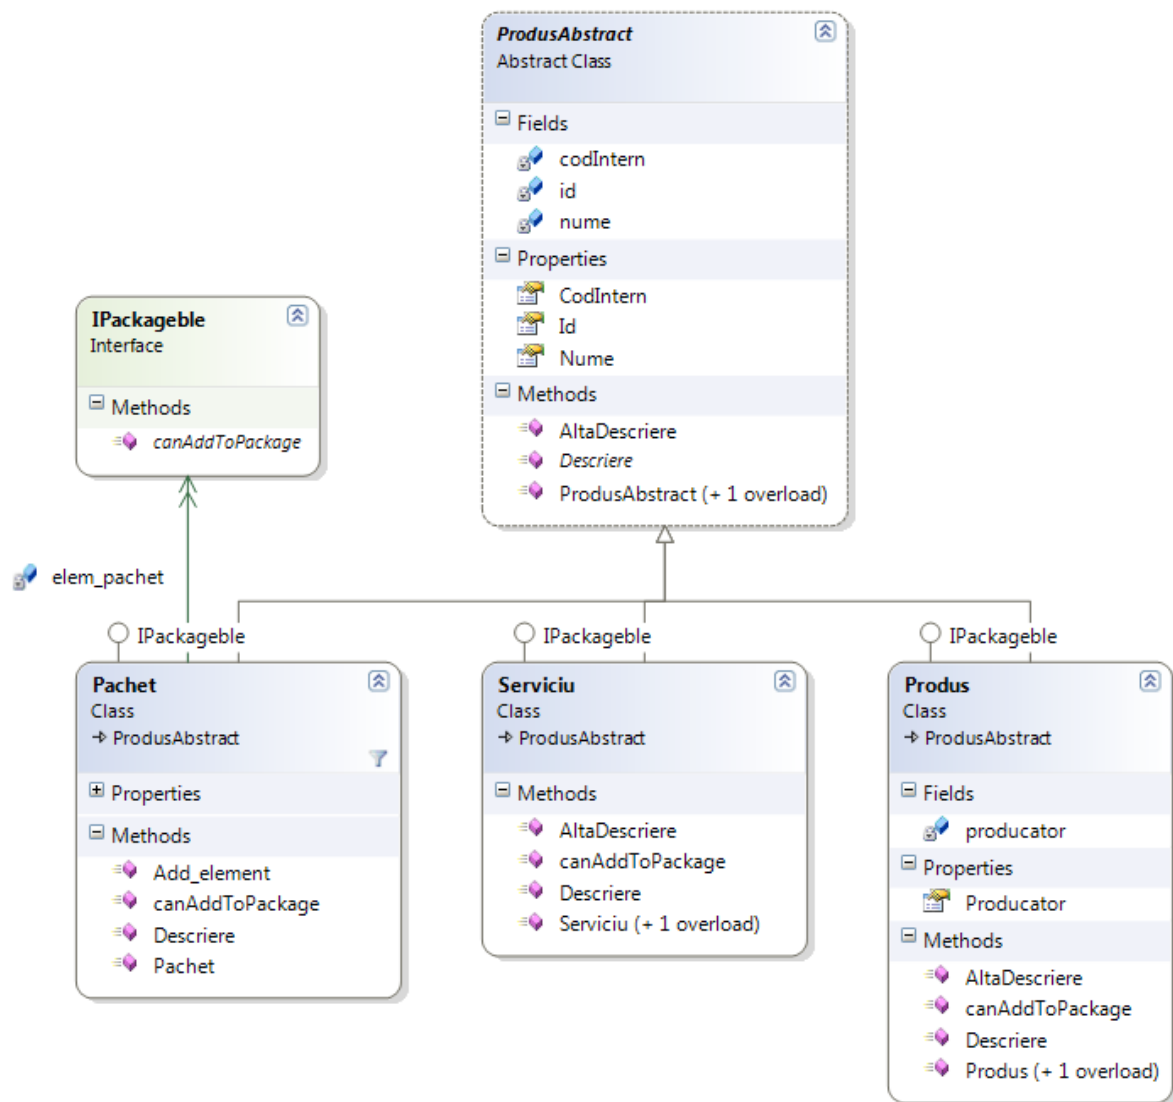 ProdusAbstract
Abstract Class
Fields
codIntern
id
nume
Properties
CodIntern
Id
Nume
Methods
AltaDescriere
Descriere
ProdusAbstract (+ 1 overload)
IPackageble
Interface
Methods
canAddToPackage
elem_pachet
IPackageble
Pachet
Class
ProdusAbstract
Properties
Methods
Add_element
canAddToPackage
Descriere
Pachet
IPackageble
Serviciu
Class
ProdusAbstract
Methods
AltaDescriere
canAddToPackage
Descriere
Serviciu (+ 1 overload)
IPackageble
Produs
Class
ProdusAbstract
Fields
producator
Properties
Producator
Methods
AltaDescriere
canAddToPackage
Descriere
Produs (+ 1 overload)